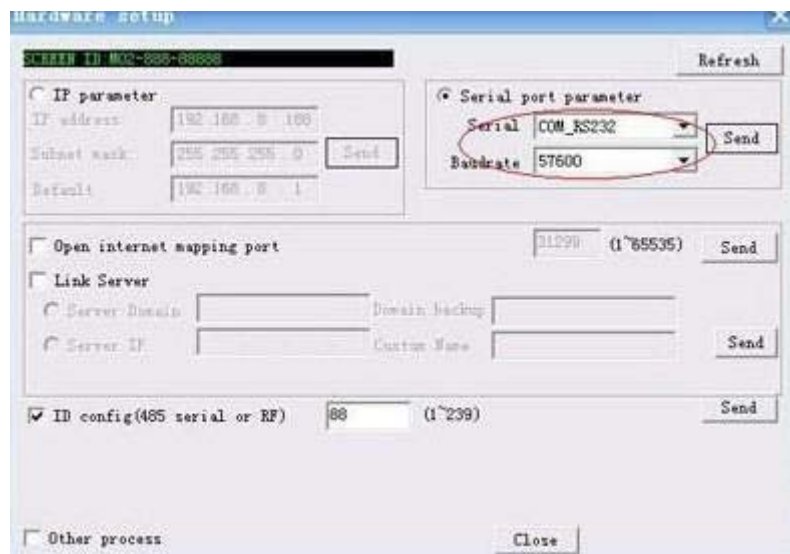 Hardware setup
SCREEN ID M02-888-88888
Refresh
IP parameter
IP address 192 168 0 188
Subnet mask 255 255 255 0 Send
Default 192 168 0 1
Serial port parameter
Serial COM_RS232
Baudrate 57600
Send
Open internet mapping port 31299 (1~65535) Send
Link Server
Server Domain Domain backup
Server IP Custom Name Send
ID config(485 serial or RF) 88 (1~239) Send
Other process
Close